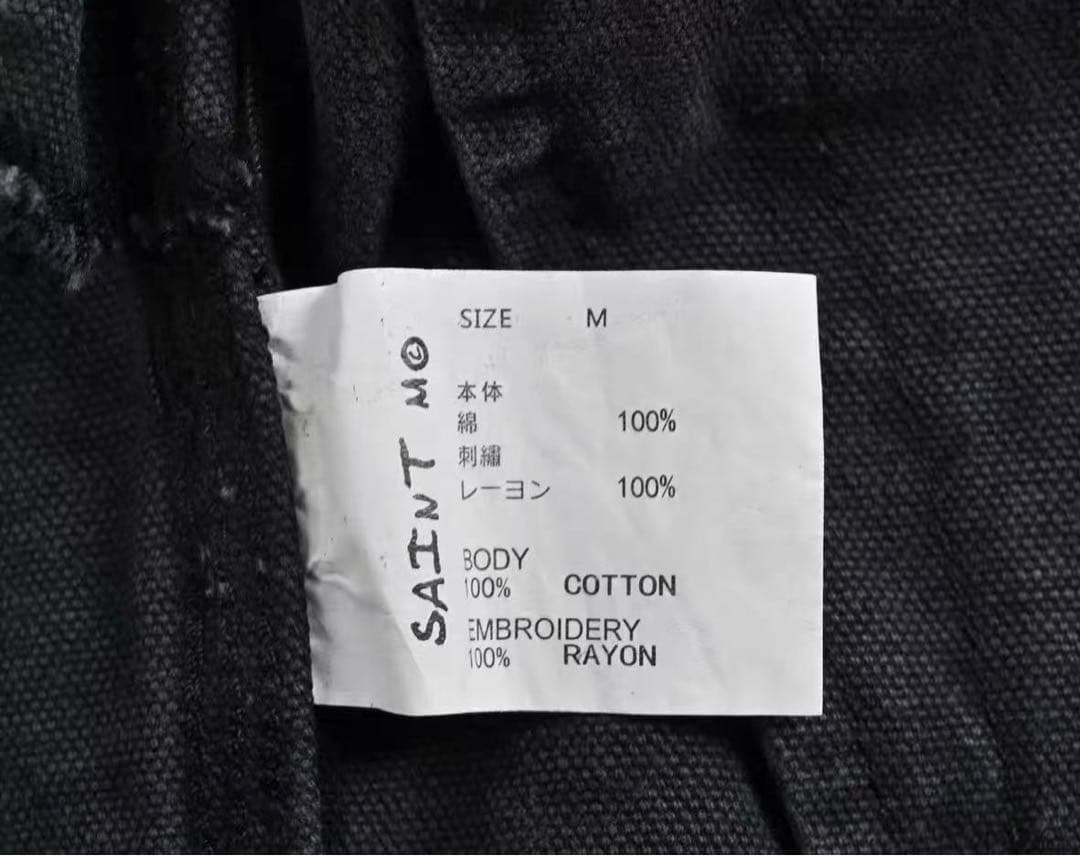 SAINT M©
SIZE M
本体
綿 100%
刺繍
レーヨン 100%
BODY
100% COTTON
EMBROIDERY
100% RAYON